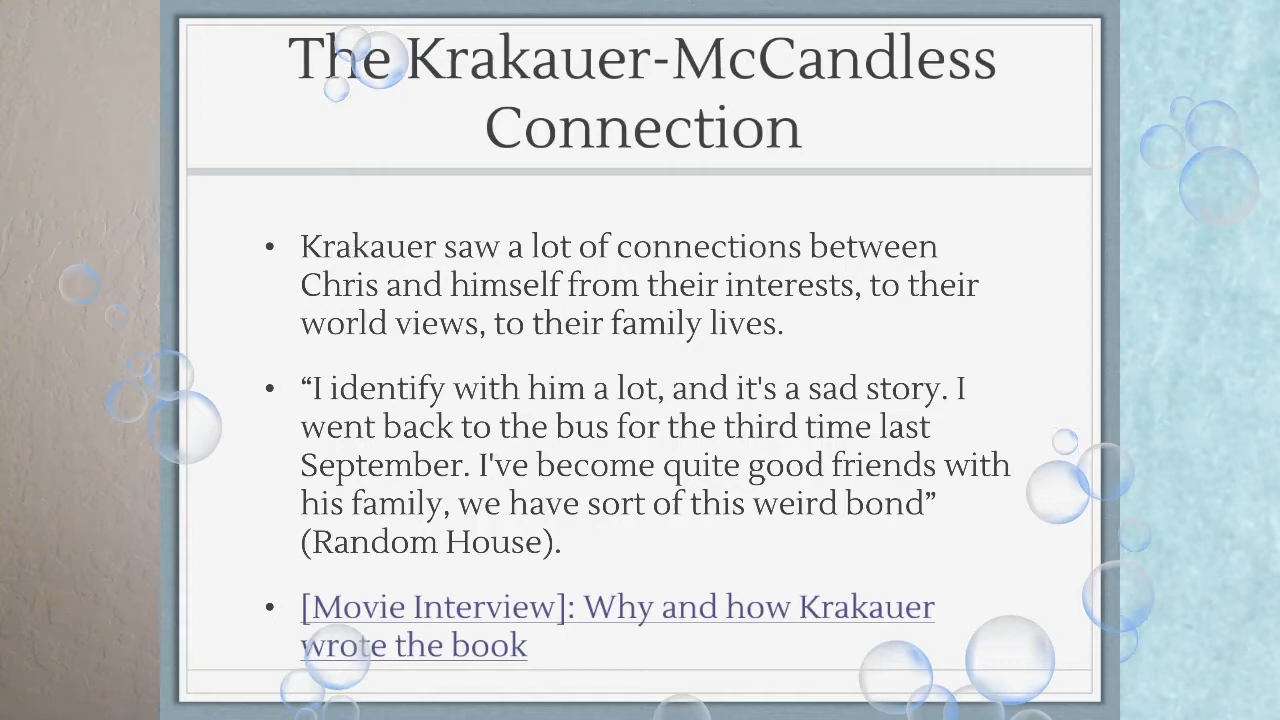 The Krakauer-McCandless
Connection
• Krakauer saw a lot of connections between
Chris and himself from their interests, to their
world views, to their family lives.
• “I identify with him a lot, and it's a sad story. I
went back to the bus for the third time last
September. I've become quite good friends with
his family, we have sort of this weird bond”
(Random House).
• [Movie Interview]: Why and how Krakauer
wrote the book